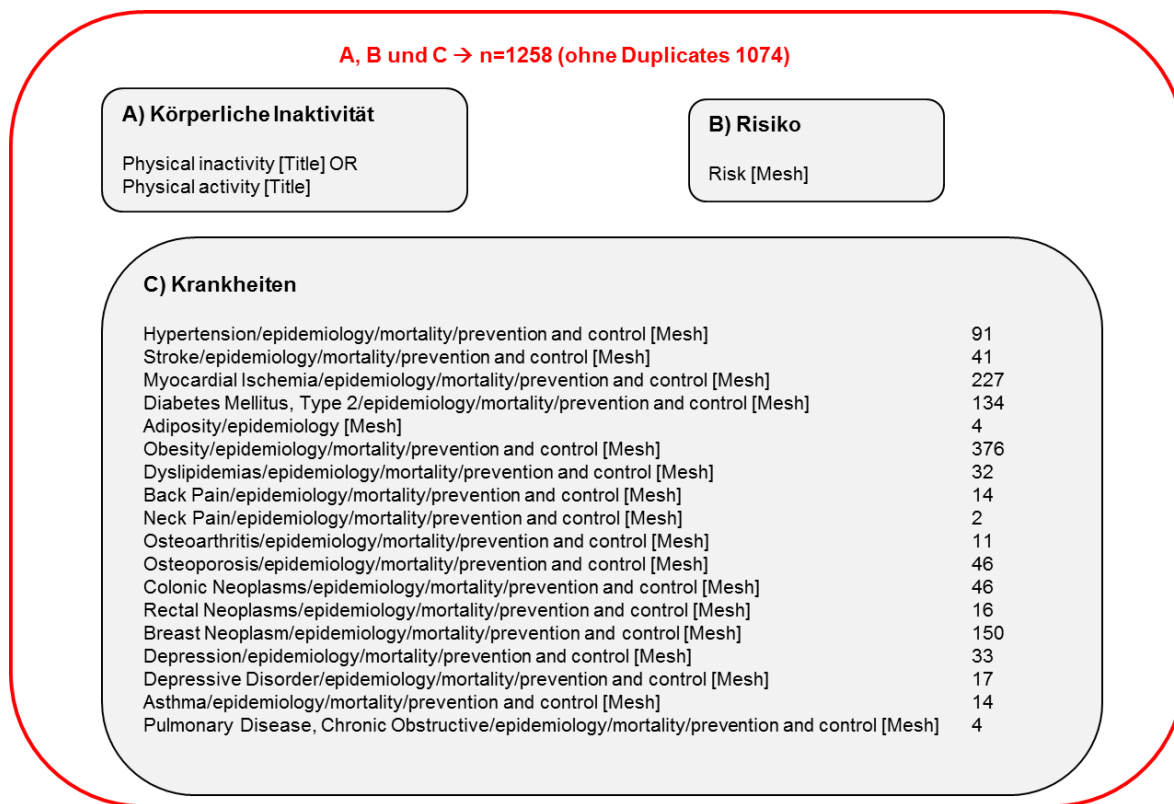 A, B und C → n=1258 (ohne Duplicates 1074)
A) Körperliche Inaktivität
Physical inactivity [Title] OR
Physical activity [Title]
B) Risiko
Risk [Mesh]
C) Krankheiten
Hypertension/epidemiology/mortality/prevention and control [Mesh] 91
Stroke/epidemiology/mortality/prevention and control [Mesh] 41
Myocardial Ischemia/epidemiology/mortality/prevention and control [Mesh] 227
Diabetes Mellitus, Type 2/epidemiology/mortality/prevention and control [Mesh] 134
Adiposity/epidemiology [Mesh] 4
Obesity/epidemiology/mortality/prevention and control [Mesh] 376
Dyslipidemias/epidemiology/mortality/prevention and control [Mesh] 32
Back Pain/epidemiology/mortality/prevention and control [Mesh] 14
Neck Pain/epidemiology/mortality/prevention and control [Mesh] 2
Osteoarthritis/epidemiology/mortality/prevention and control [Mesh] 11
Osteoporosis/epidemiology/mortality/prevention and control [Mesh] 46
Colonic Neoplasms/epidemiology/mortality/prevention and control [Mesh] 46
Rectal Neoplasms/epidemiology/mortality/prevention and control [Mesh] 16
Breast Neoplasm/epidemiology/mortality/prevention and control [Mesh] 150
Depression/epidemiology/mortality/prevention and control [Mesh] 33
Depressive Disorder/epidemiology/mortality/prevention and control [Mesh] 17
Asthma/epidemiology/mortality/prevention and control [Mesh] 14
Pulmonary Disease, Chronic Obstructive/epidemiology/mortality/prevention and control [Mesh] 4